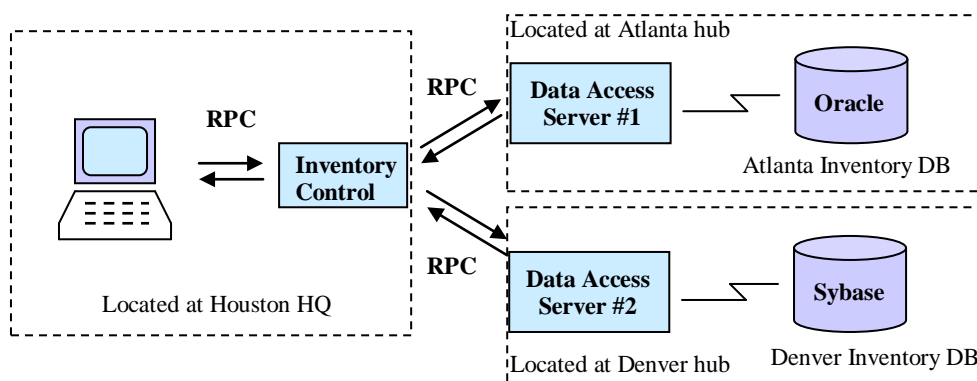 Located at Atlanta hub
RPC
Data Access
Server #1
Oracle
Atlanta Inventory DB
RPC
Inventory
Control
RPC
Data Access
Server #2
Sybase
Located at Houston HQ
Located at Denver hub
Denver Inventory DB